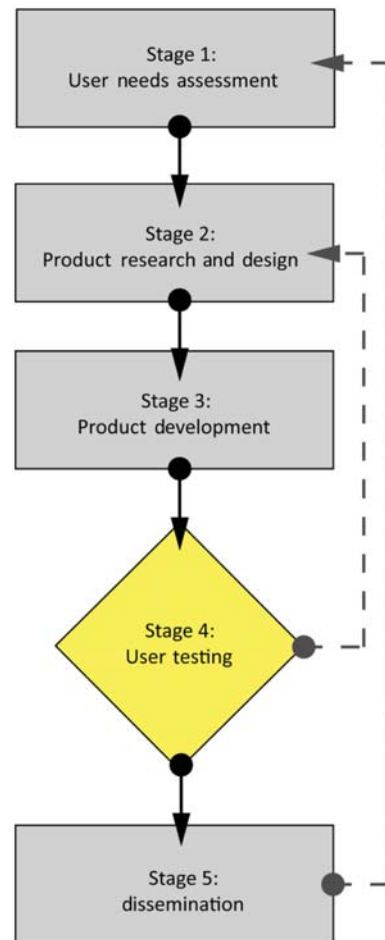 Stage 1:
User needs assessment
Stage 2:
Product research and design
Stage 3:
Product development
Stage 4:
User testing
Stage 5:
dissemination